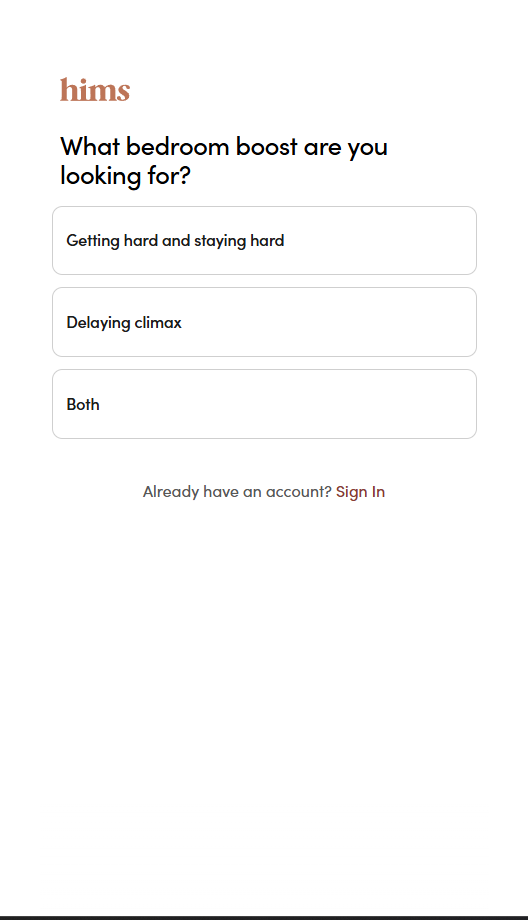 hims
What bedroom boost are you
looking for?
Getting hard and staying hard
Delaying climax
Both
Already have an account? Sign In